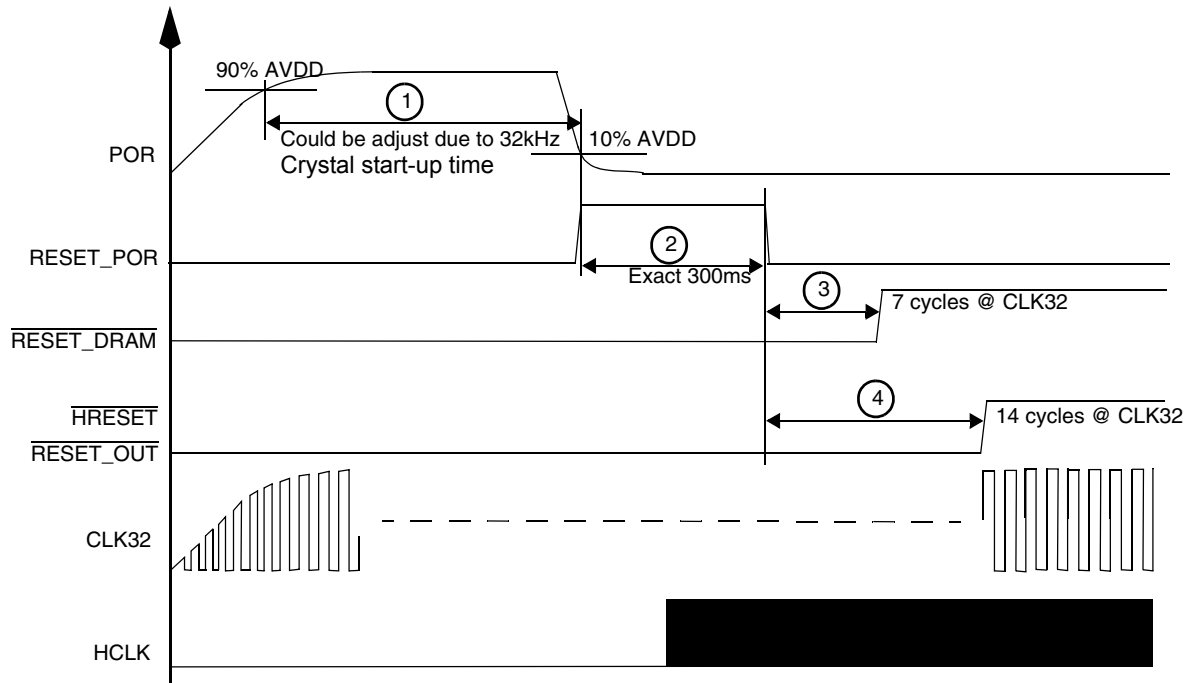 90% AVDD
1
Could be adjust due to 32kHz
Crystal start-up time
10% AVDD
POR
2
Exact 300ms
RESET_POR
3
7 cycles @ CLK32
RESET_DRAM
4
14 cycles @ CLK32
HRESET
RESET_OUT
CLK32
HCLK